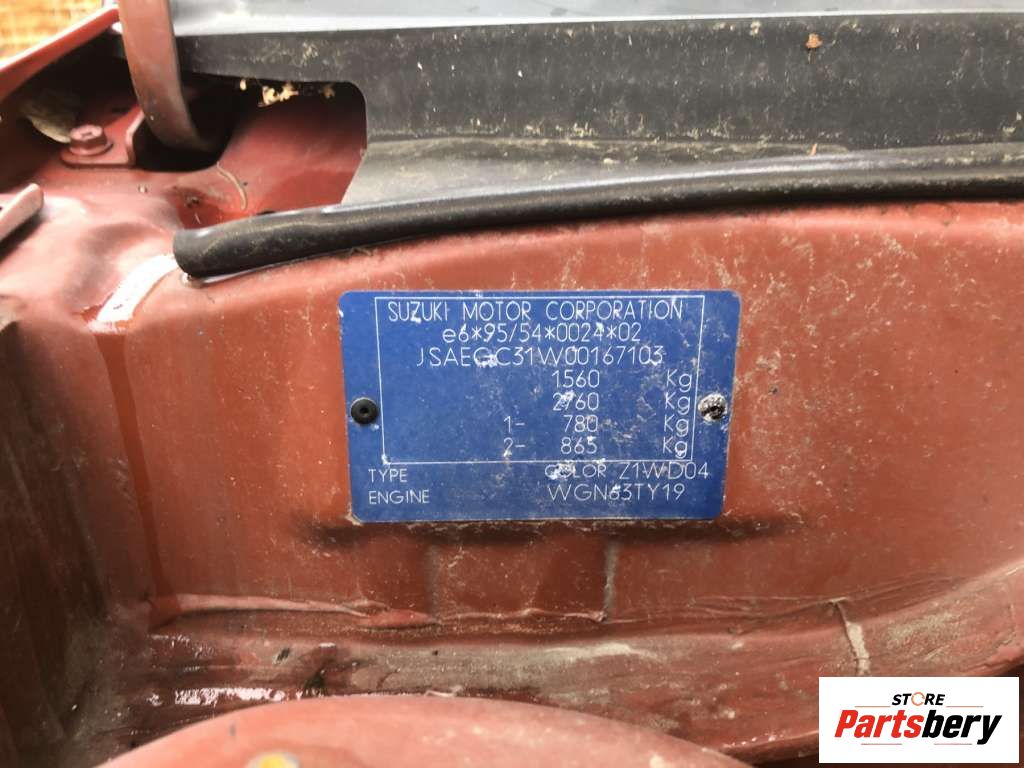 SUZUKI MOTOR CORPORATION
e6*95/54*0024*02
JSAEGC31W00167103
1560 Kg
2760 Kg
1- 780 Kg
2- 865 Kg
TYPE COLOR Z1WD04
ENGINE WGN63TY19
STORE
Partsbery